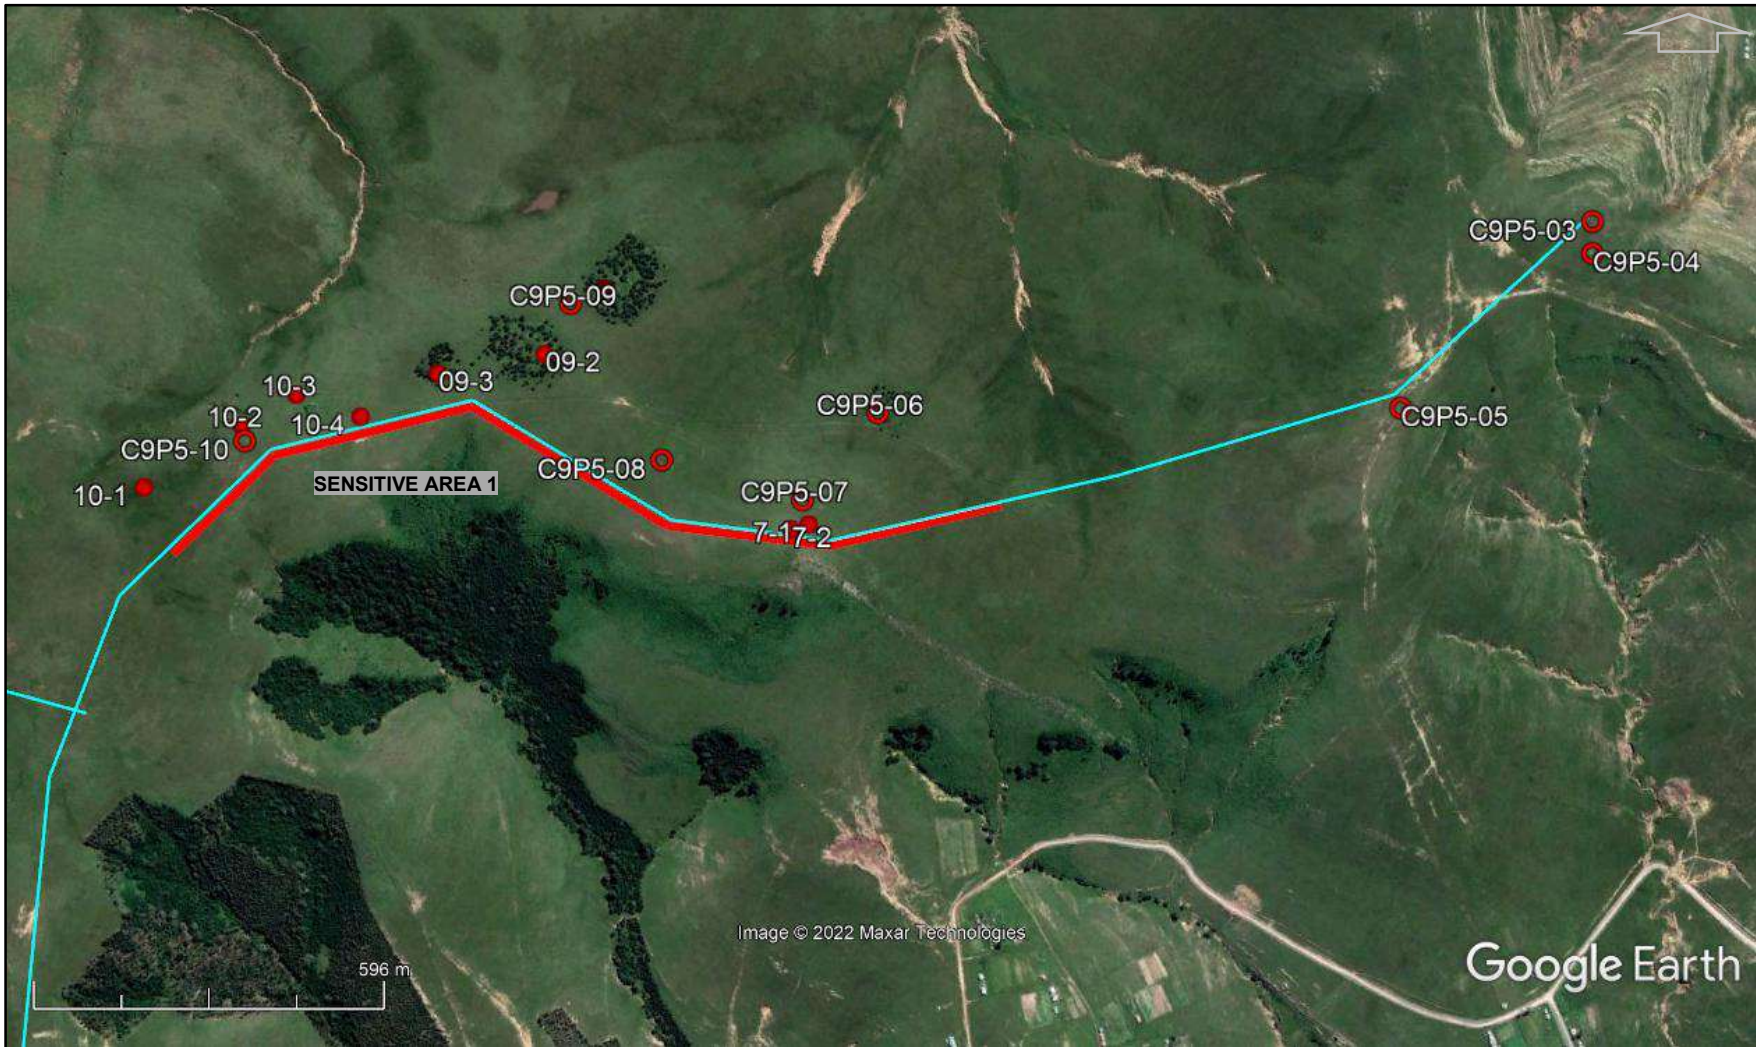 C9P5-03
C9P5-04
C9P5-09
09-2
09-3
10-3
C9P5-06
C9P5-05
10-2
10-4
C9P5-10
C9P5-08
SENSITIVE AREA 1
10-1
C9P5-07
7-1
7-2
Image © 2022 Maxar Technologies
596 m
Google Earth